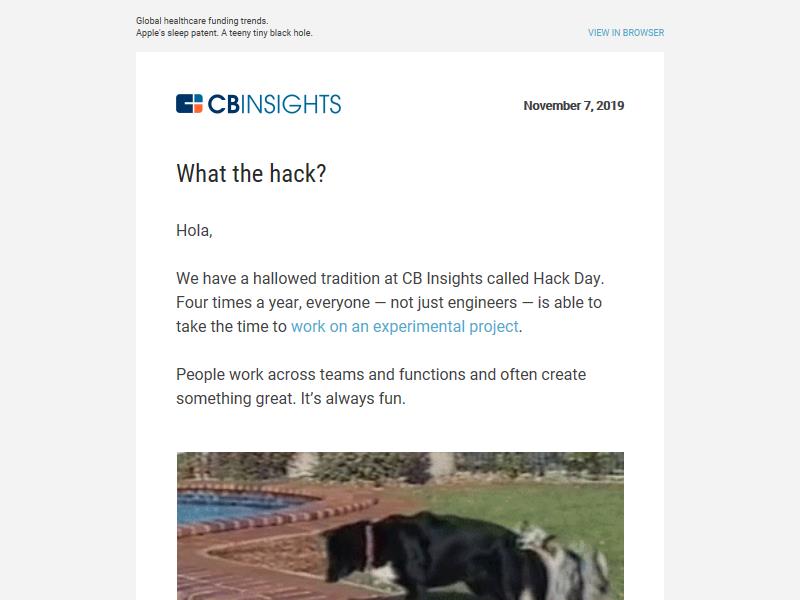 Global healthcare funding trends.
Apple's sleep patent. A teeny tiny black hole.
VIEW IN BROWSER
CBINSIGHTS
November 7, 2019
What the hack?
Hola,
We have a hallowed tradition at CB Insights called Hack Day.
Four times a year, everyone — not just engineers — is able to
take the time to work on an experimental project.
People work across teams and functions and often create
something great. It’s always fun.